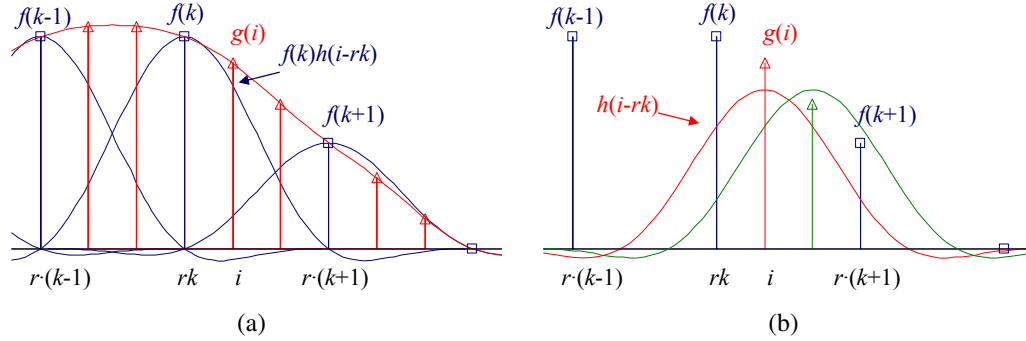 f(k-1)
f(k)
g(i)
f(k)h(i-rk)
f(k+1)
r·(k-1)
rk
i
r·(k+1)
(a)
f(k-1)
f(k)
g(i)
h(i-rk)
f(k+1)
r·(k-1)
rk
i
r·(k+1)
(b)